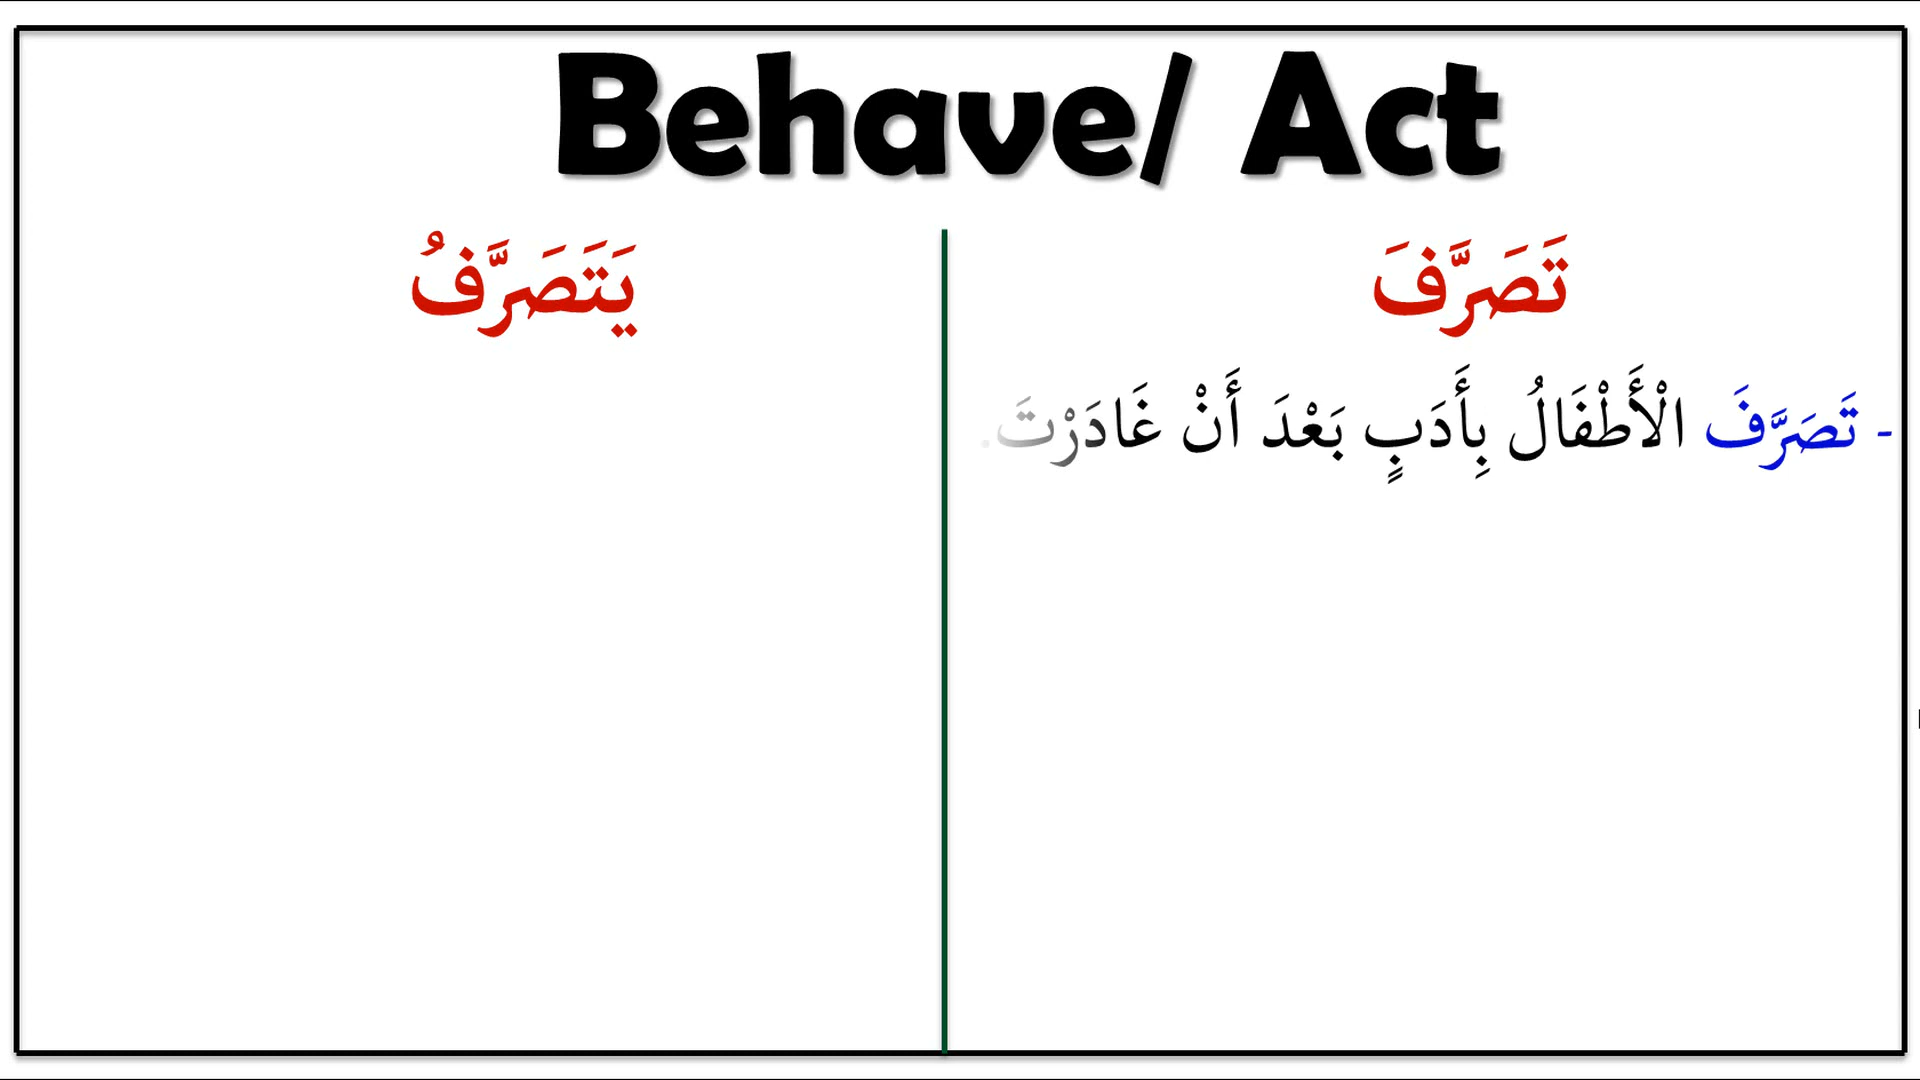 Behave/ Act
تَصَرَّفَ
يَتَصَرَّفُ
- تَصَرَّفَ الْأَطْفَالُ بِأَدَبٍ بَعْدَ أَنْ غَادَرْتَ.